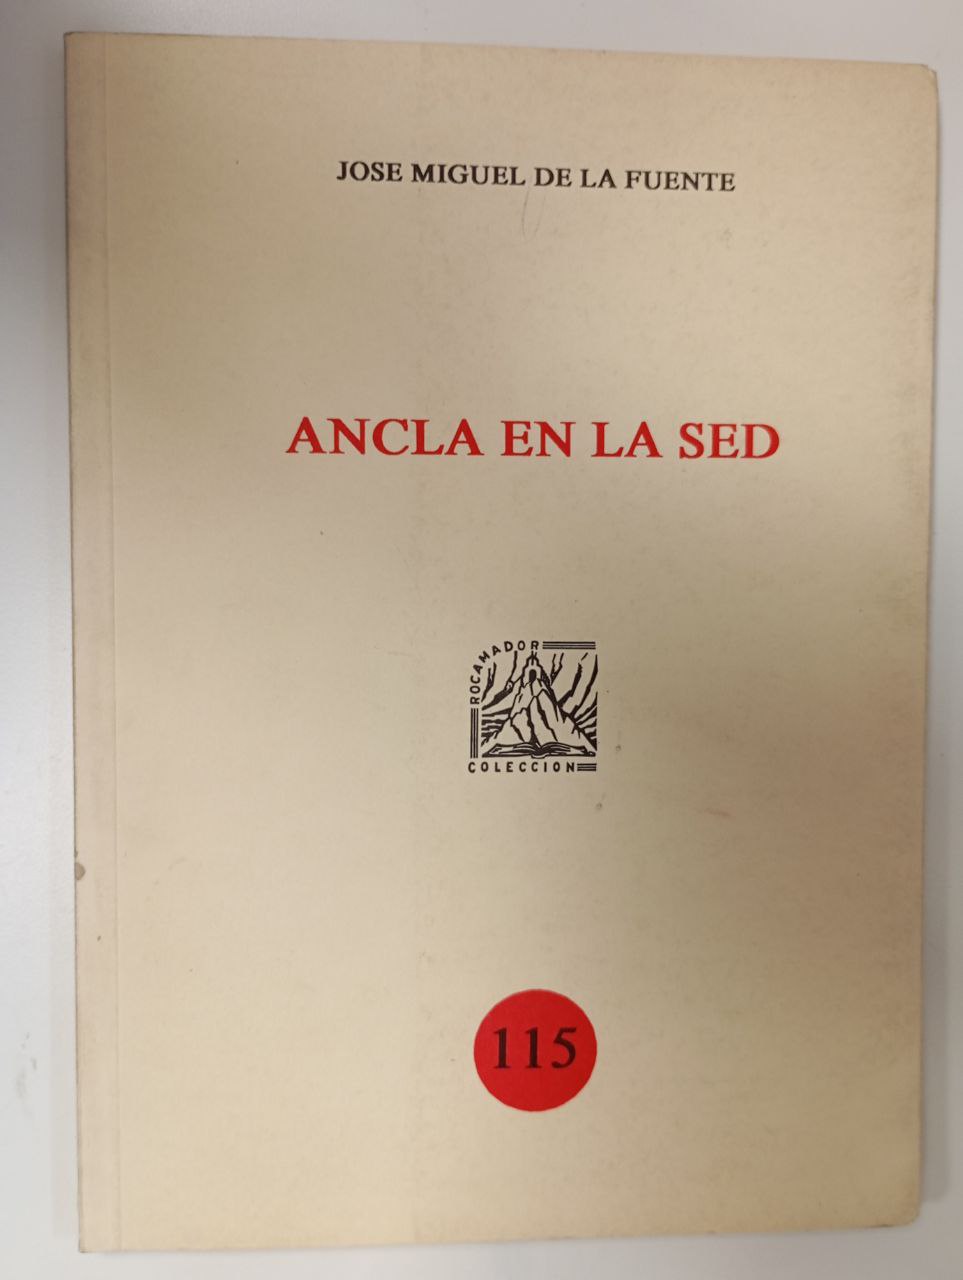 JOSE MIGUEL DE LA FUENTE
ANCLA EN LA SED
ROCAMADOR
COLECCION
115